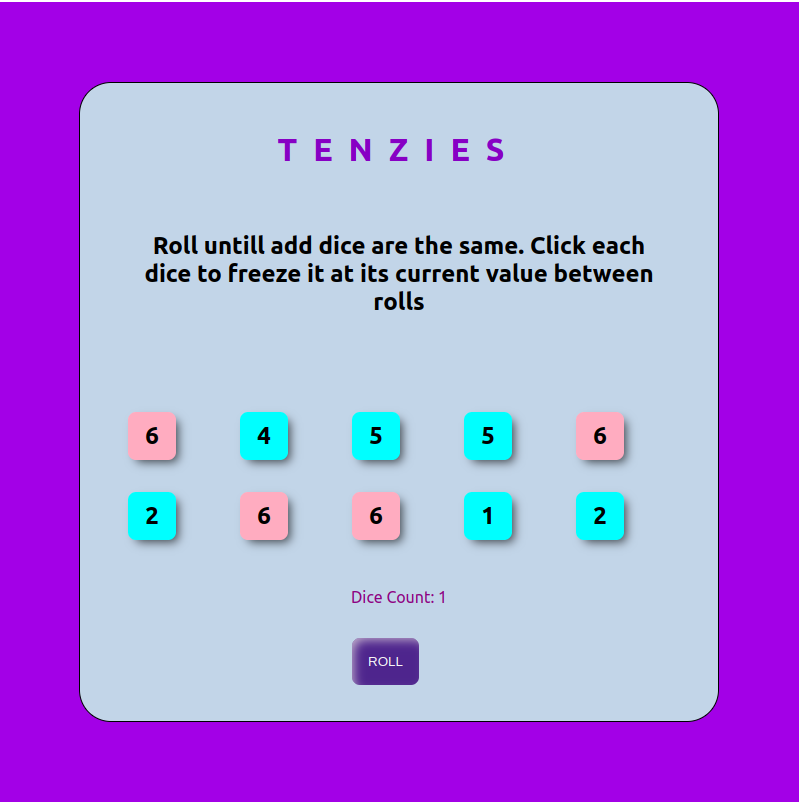 TENZIES
Roll untill add dice are the same. Click each
dice to freeze it at its current value between
rolls
6 4 5 5 6
2 6 6 1 2
Dice Count: 1
ROLL